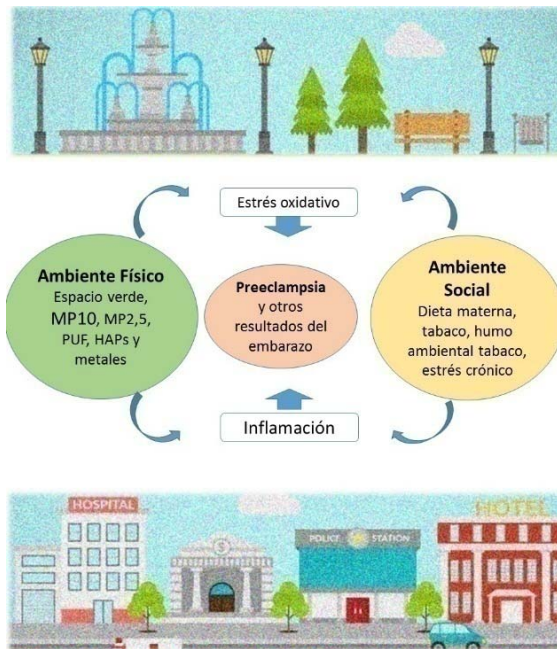 Estrés oxidativo
Ambiente Físico
Espacio verde,
MP10, MP2,5,
PUF, HAPs y
metales
Preeclampsia
y otros
resultados del
embarazo
Ambiente
Social
Dieta materna,
tabaco, humo
ambiental tabaco,
estrés crónico
Inflamación
HOSPITAL
$
POLICE STATION
HOTEL